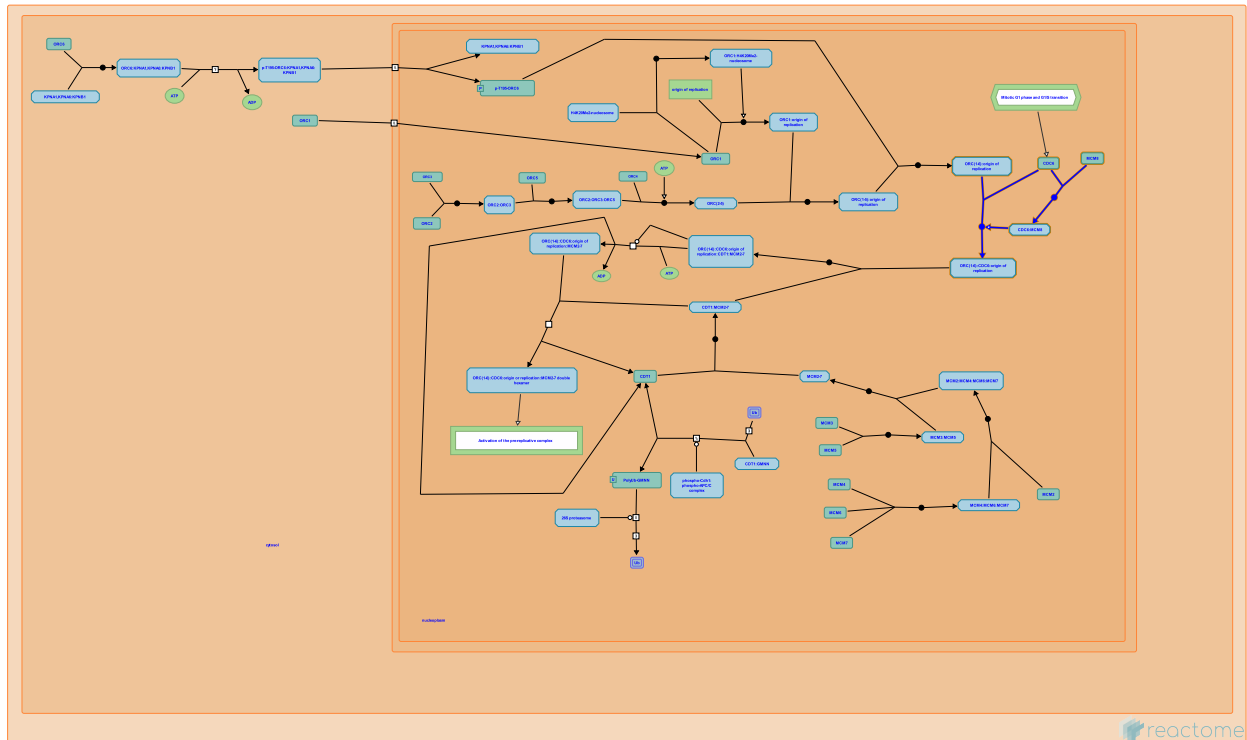 ORC6
KPNA1,KPNA6:KPNB1
ORC6:KPNA1,KPNA6:KPNB1
ATP
ADP
p-T195-ORC6:KPNA1,KPNA6:
KPNB1
KPNA1,KPNA6:KPNB1
P
p-T195-ORC6
ORC1
ORC1:H4K20Me2-
nucleosome
origin of replication
H4K20Me2-nucleosome
ORC1:origin of
replication
ORC1
Mitotic G1 phase and G1/S transition
ORC(1-6):origin of
replication
CDC6
MCM8
CDC6:MCM8
ORC(1-6)::CDC6:origin of
replication
ORC3
ORC2
ORC2:ORC3
ORC5
ORC2:ORC3:ORC5
ORC4
ATP
ORC(2-5)
ORC(1-5):origin of
replication
ORC(1-6)::CDC6:origin of
replication:MCM2-7
ADP
ATP
ORC(1-6)::CDC6:origin of
replication::CDT1:MCM2-7
CDT1:MCM2-7
ORC(1-6)::CDC6:origin or replication::MCM2-7 double
hexamer
Activation of the pre-replicative complex
CDT1
MCM2-7
MCM2:MCM4:MCM6:MCM7
MCM3
MCM5
MCM3:MCM5
MCM4
MCM6
MCM7
MCM4:MCM6:MCM7
MCM2
Ub
CDT1:GMNN
PolyUb-GMNN
phospho-Cdh1:
phospho-APC/C
complex
26S proteasome
Ub
cytosol
nucleoplasm
reactome